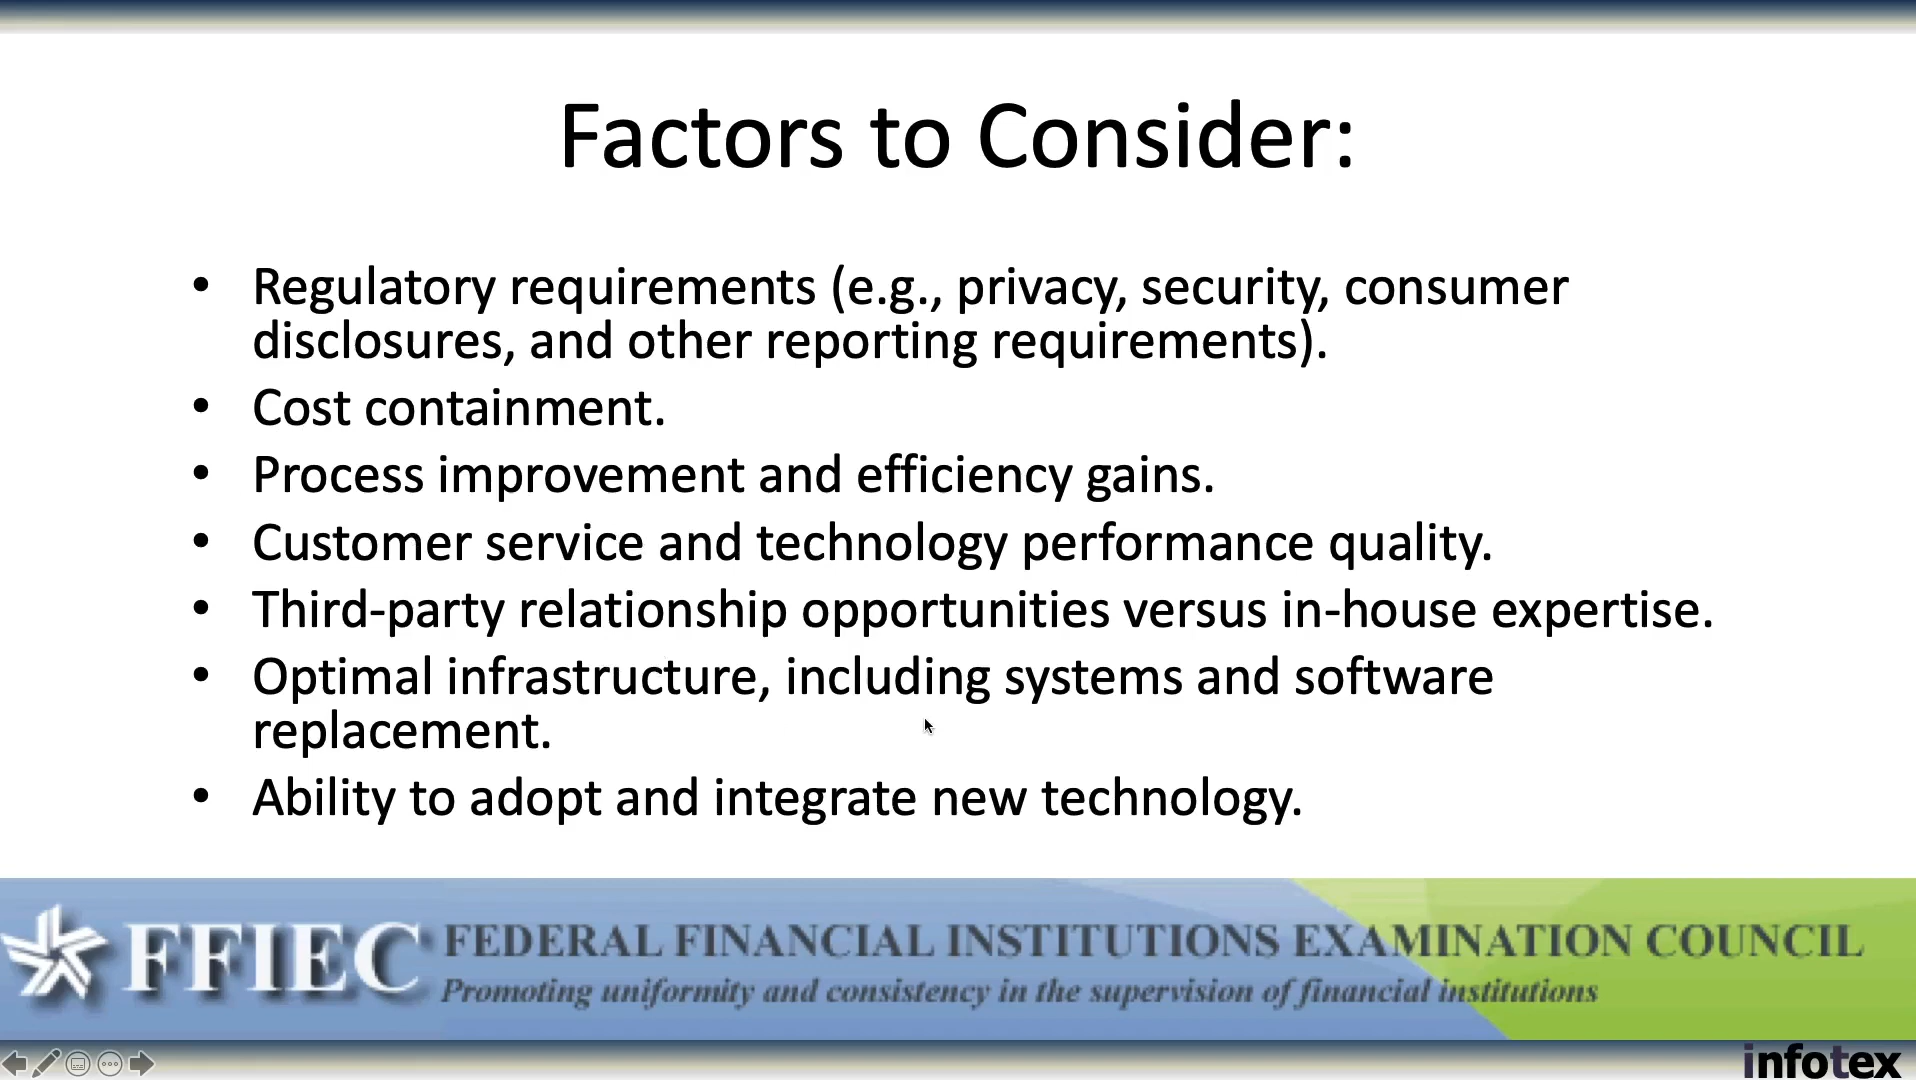 Factors to Consider:
• Regulatory requirements (e.g., privacy, security, consumer
disclosures, and other reporting requirements).
• Cost containment.
• Process improvement and efficiency gains.
• Customer service and technology performance quality.
• Third-party relationship opportunities versus in-house expertise.
• Optimal infrastructure, including systems and software
replacement.
• Ability to adopt and integrate new technology.
FFIEC FEDERAL FINANCIAL INSTITUTIONS EXAMINATION COUNCIL
Promoting uniformity and consistency in the supervision of financial institutions
infotex